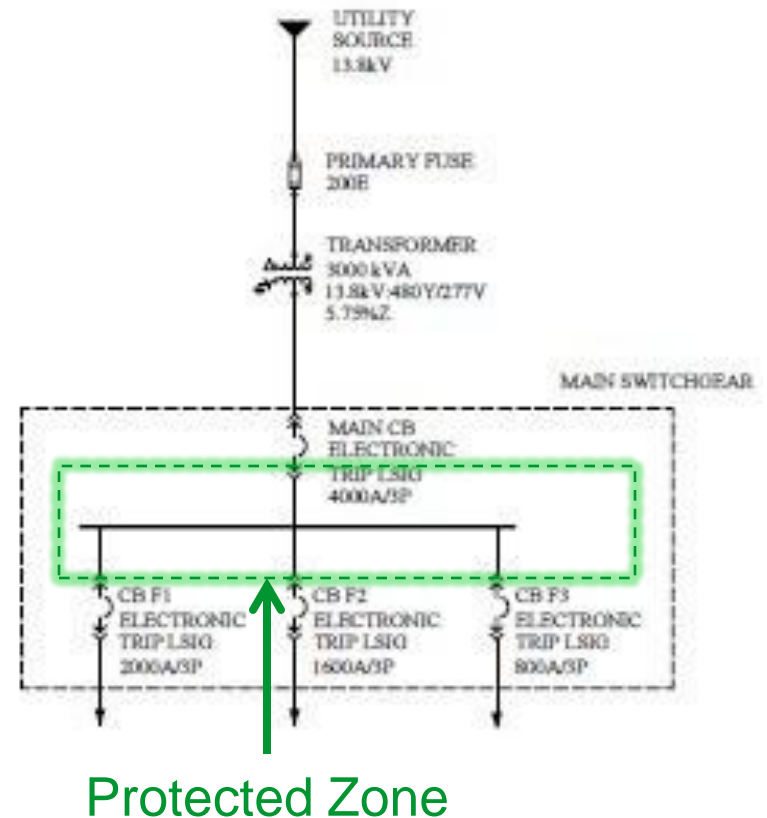 UTILITY
SOURCE
13.8kV
PRIMARY FUSE
200E
TRANSFORMER
3000 kVA
13.8kV:480Y/277V
5.75%Z
MAIN SWITCHGEAR
MAIN CB
ELECTRONIC
TRIP LSIG
4000A/3P
CB F1
ELECTRONIC
TRIP LSIG
2000A/3P
CB F2
ELECTRONIC
TRIP LSIG
1600A/3P
CB F3
ELECTRONIC
TRIP LSIG
800A/3P
Protected Zone